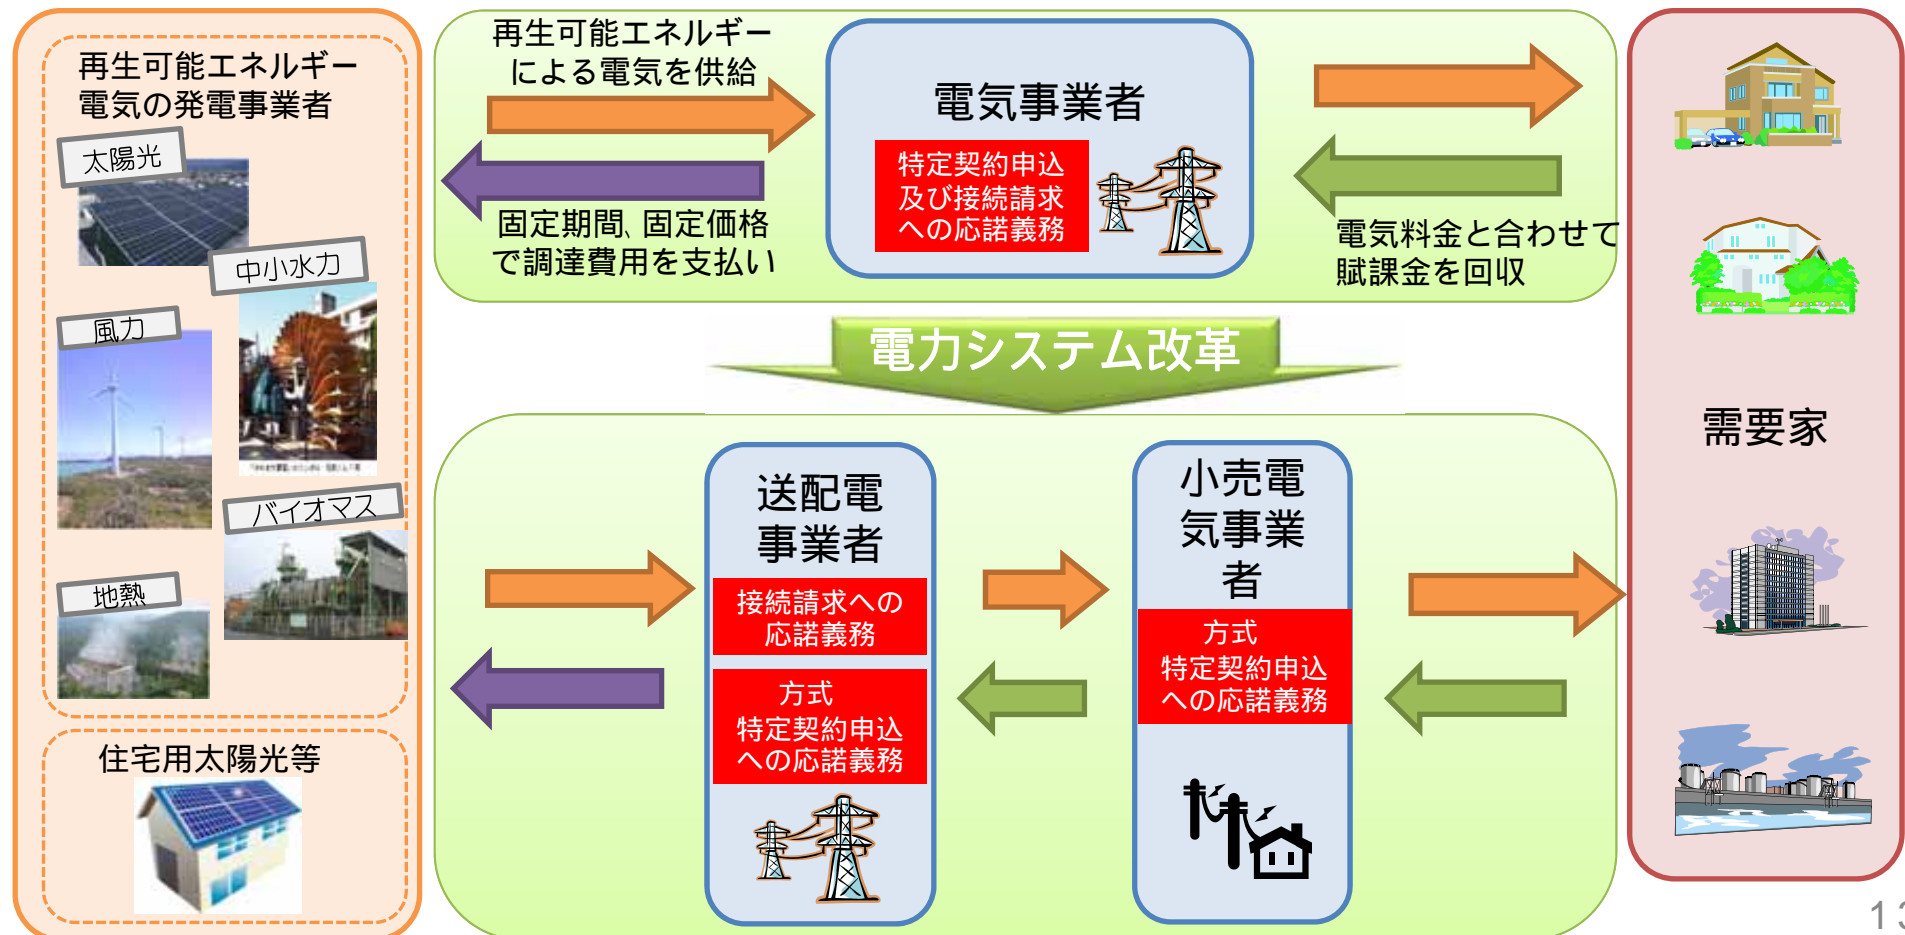 再生可能エネルギー
電気の発電事業者
太陽光
中小水力
風力
バイオマス
地熱
住宅用太陽光等
再生可能エネルギー
による電気を供給
固定期間、固定価格
で調達費用を支払い
電気事業者
特定契約申込
及び接続請求
への応諾義務
電気料金と合わせて
賦課金を回収
電力システム改革
送配電
事業者
接続請求への
応諾義務
方式
特定契約申込
への応諾義務
小売電
気事業
者
方式
特定契約申込
への応諾義務
需要家